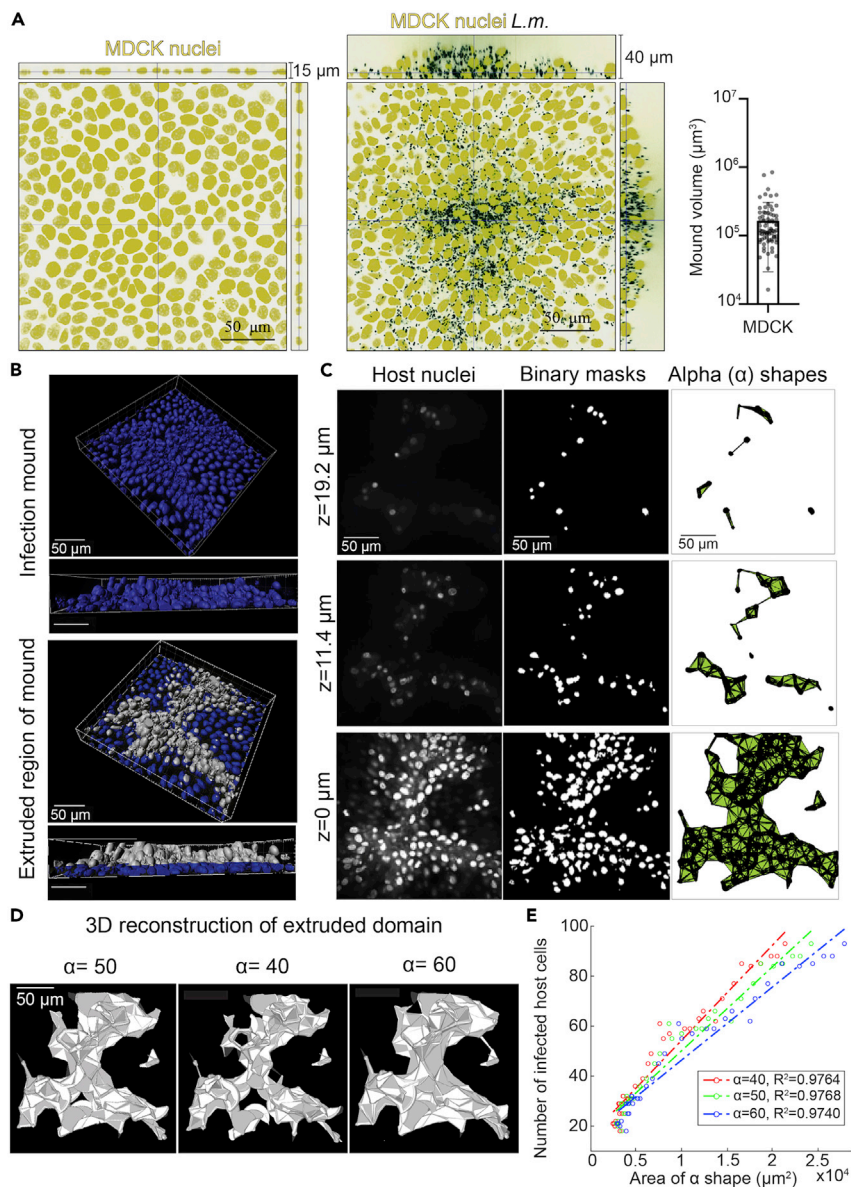 A
MDCK nuclei
15 μm
50 μm
MDCK nuclei L.m.
40 μm
50 μm
Mound volume (μm³)
10⁷
10⁶
10⁵
10⁴
MDCK
B
Infection mound
50 μm
Extruded region of mound
50 μm
C
Host nuclei
Binary masks
Alpha (α) shapes
z=19.2 μm
50 μm
50 μm
50 μm
z=11.4 μm
z=0 μm
D
3D reconstruction of extruded domain
α= 50
α= 40
α= 60
50 μm
E
Number of infected host cells
100
80
60
40
20
0
0.5
1
1.5
2
2.5
×10⁴
Area of α shape (μm²)
α=40, R²=0.9764
α=50, R²=0.9768
α=60, R²=0.9740